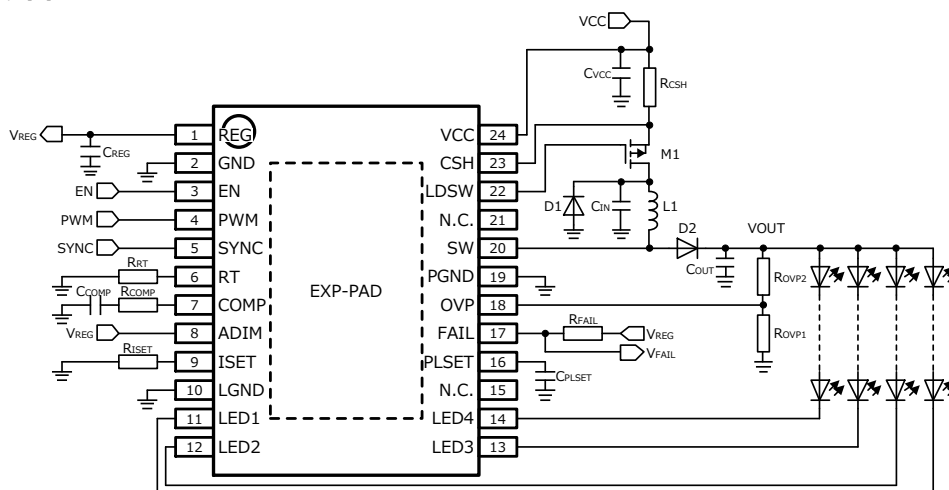 VCC
CVCC
RCSH
VREG
CREG
1 REG
2 GND
EN 3 EN
PWM 4 PWM
SYNC 5 SYNC
RRT 6 RT
CCOMP RCOMP 7 COMP
VREG 8 ADIM
RISET 9 ISET
10 LGND
11 LED1
12 LED2
EXP-PAD
VCC 24
CSH 23
LDSW 22
N.C. 21
SW 20
PGND 19
OVP 18
FAIL 17
PLSET 16
N.C. 15
LED4 14
LED3 13
M1
D1
CIN
L1
D2
VOUT
COUT
ROVP2
ROVP1
RFAIL
VREG
VFAIL
CPLSET